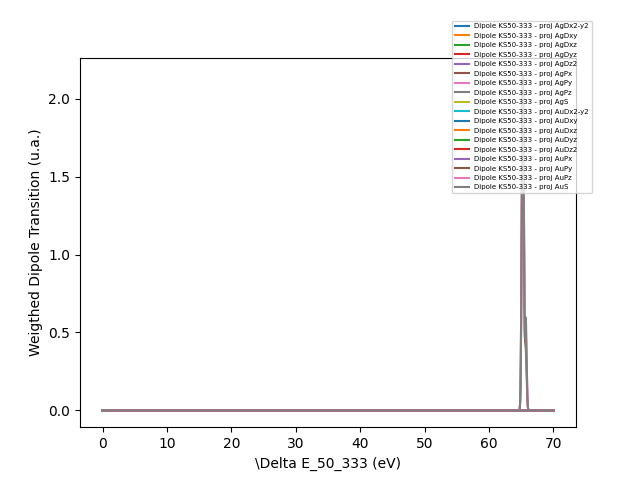 Dipole KS50-333 - proj AgDx2-y2
Dipole KS50-333 - proj AgDxy
Dipole KS50-333 - proj AgDxz
Dipole KS50-333 - proj AgDyz
Dipole KS50-333 - proj AgDz2
Dipole KS50-333 - proj AgPx
Dipole KS50-333 - proj AgPy
Dipole KS50-333 - proj AgPz
Dipole KS50-333 - proj AgS
Dipole KS50-333 - proj AuDx2-y2
Dipole KS50-333 - proj AuDxy
Dipole KS50-333 - proj AuDxz
Dipole KS50-333 - proj AuDyz
Dipole KS50-333 - proj AuDz2
Dipole KS50-333 - proj AuPx
Dipole KS50-333 - proj AuPy
Dipole KS50-333 - proj AuPz
Dipole KS50-333 - proj AuS
2.0
1.5
1.0
0.5
0.0
Weigthed Dipole Transition (u.a.)
0 10 20 30 40 50 60 70
\Delta E_50_333 (eV)